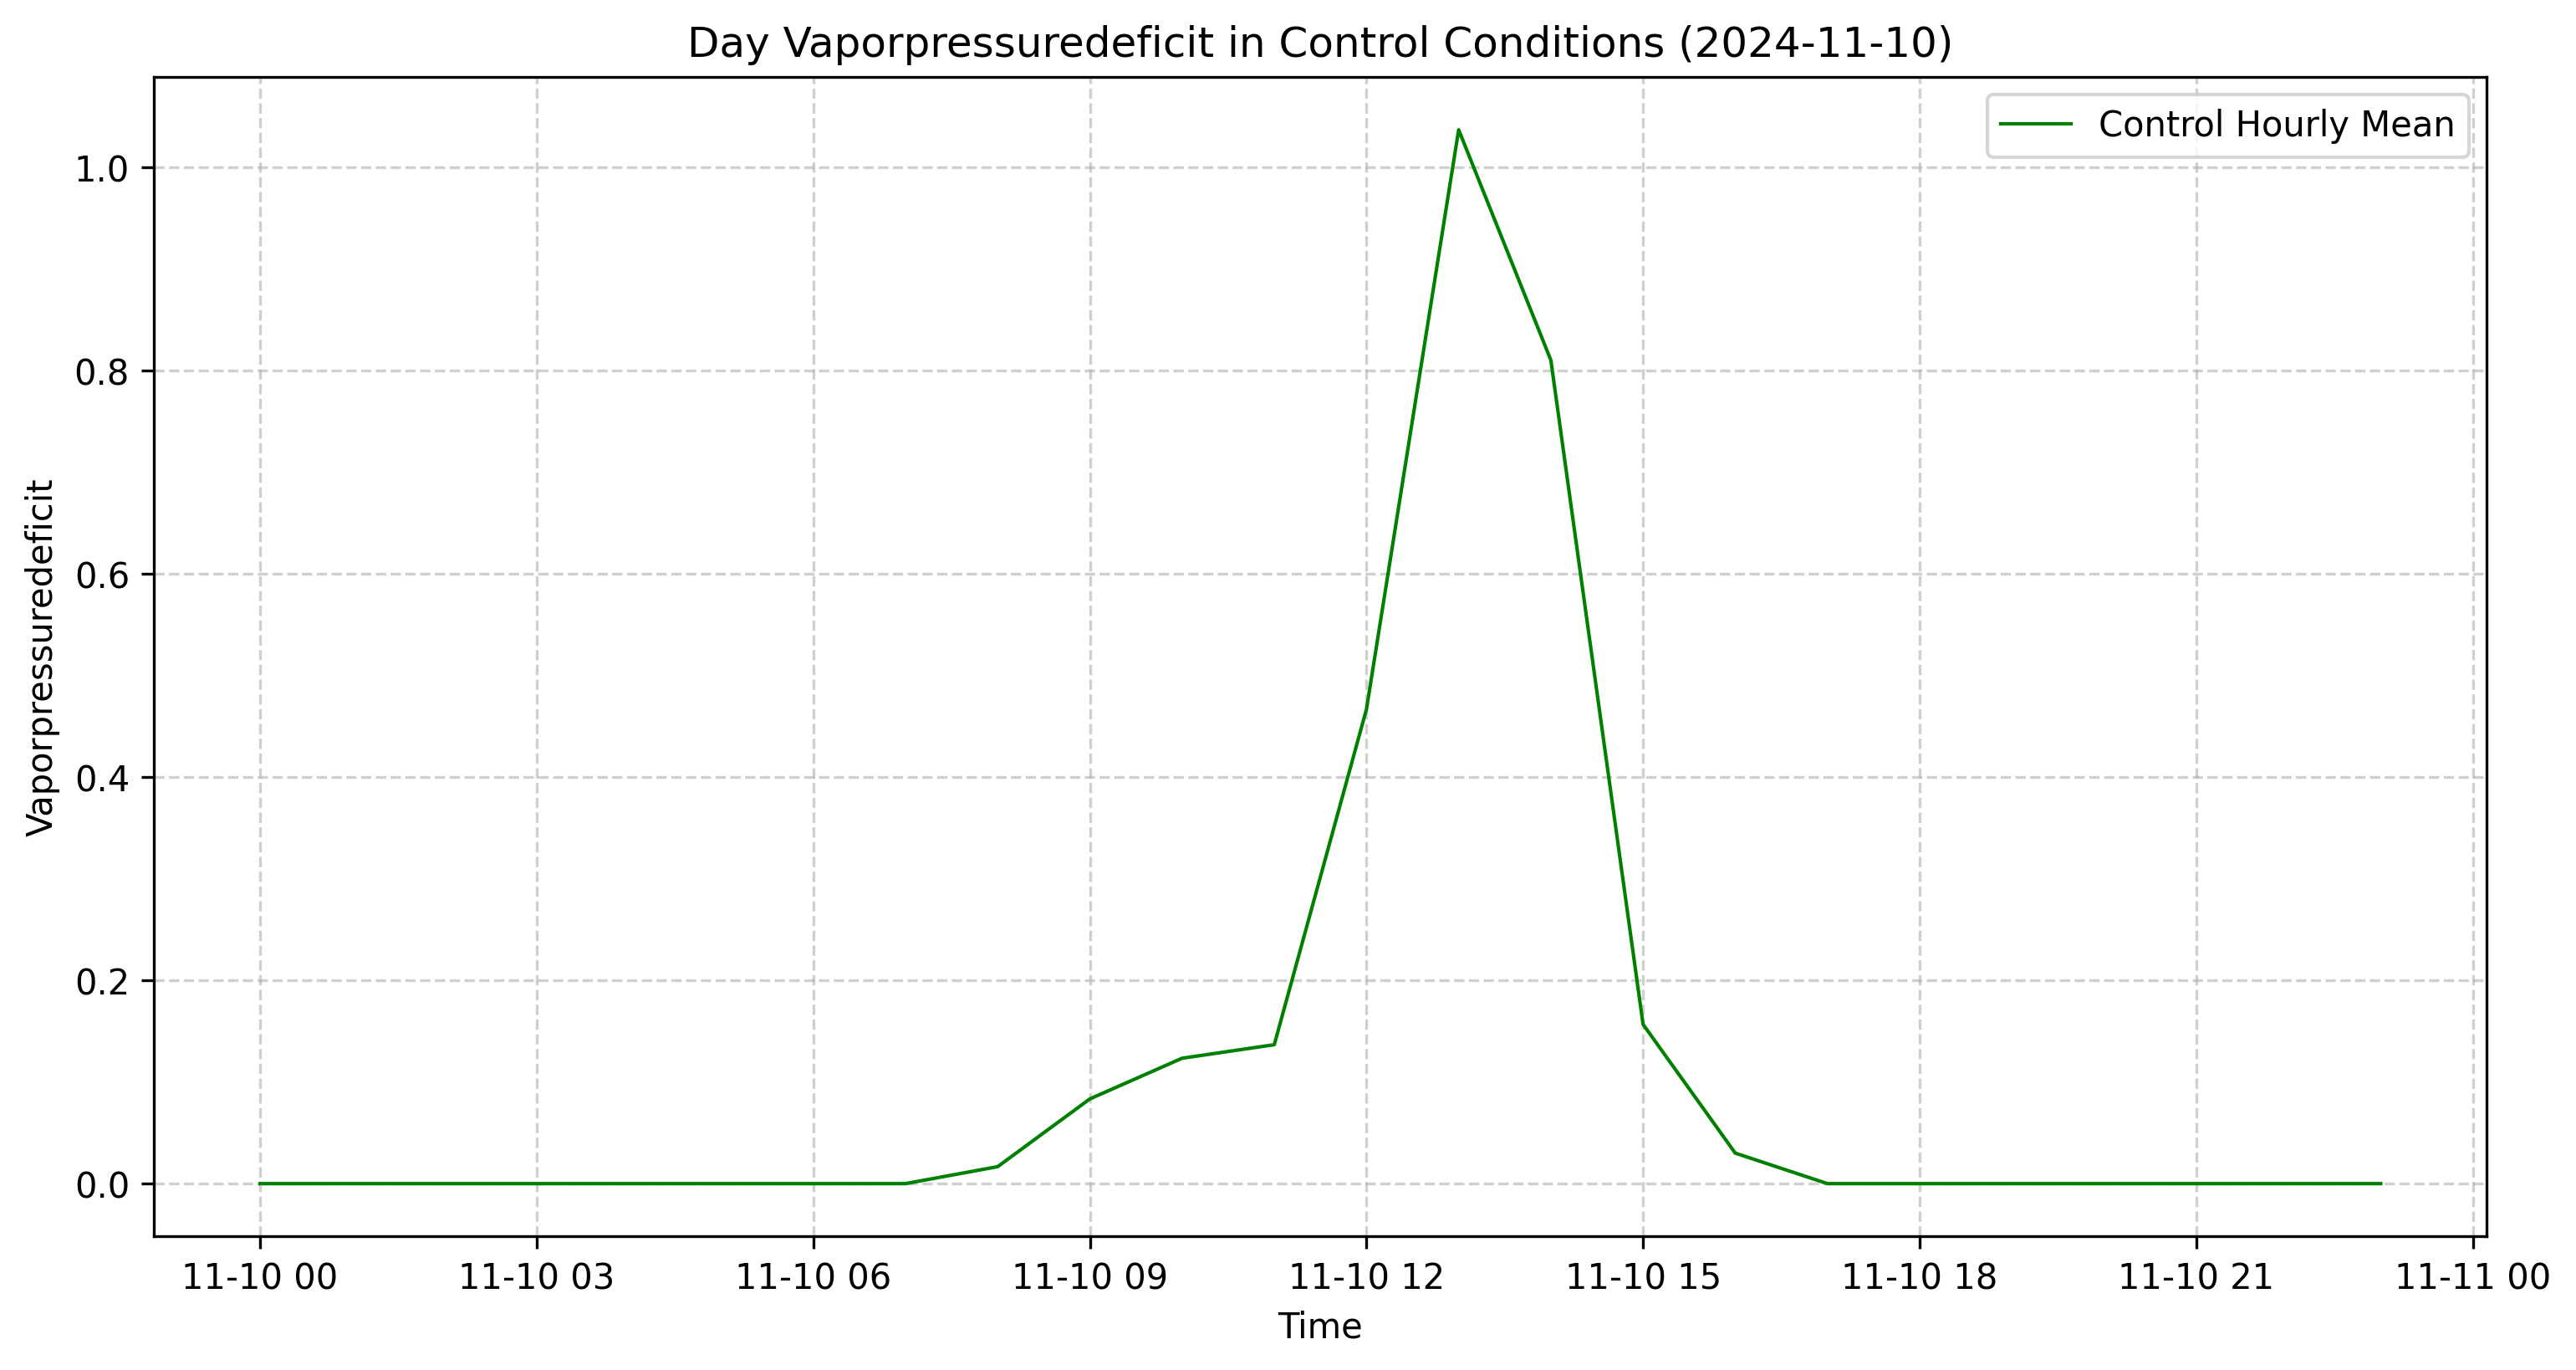 Day Vaporpressuredeficit in Control Conditions (2024-11-10)
Control Hourly Mean
Vaporpressuredeficit
1.0
0.8
0.6
0.4
0.2
0.0
11-10 00 11-10 03 11-10 06 11-10 09 11-10 12 11-10 15 11-10 18 11-10 21 11-11 00
Time